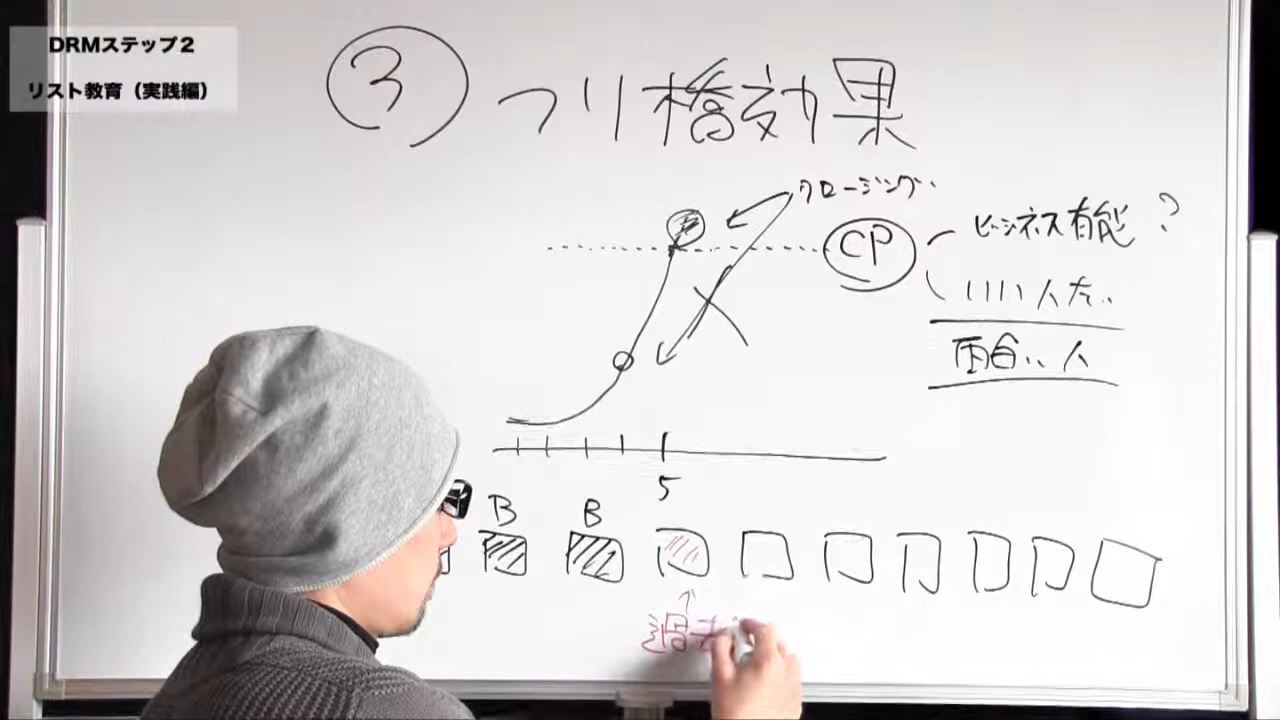 DRMステップ2
リスト教育（実践編）
③ つり橋効果
クロージング
CP
ビジネス有能？
いい人だ
面白い人
5
B B
過去